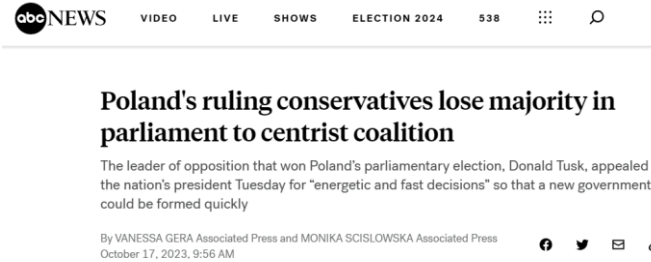 abc NEWS VIDEO LIVE SHOWS ELECTION 2024 538
Poland's ruling conservatives lose majority in
parliament to centrist coalition
The leader of opposition that won Poland's parliamentary election, Donald Tusk, appealed
the nation's president Tuesday for “energetic and fast decisions” so that a new government
could be formed quickly
By VANESSA GERA Associated Press and MONIKA SCISLOWSKA Associated Press
October 17, 2023, 9:56 AM